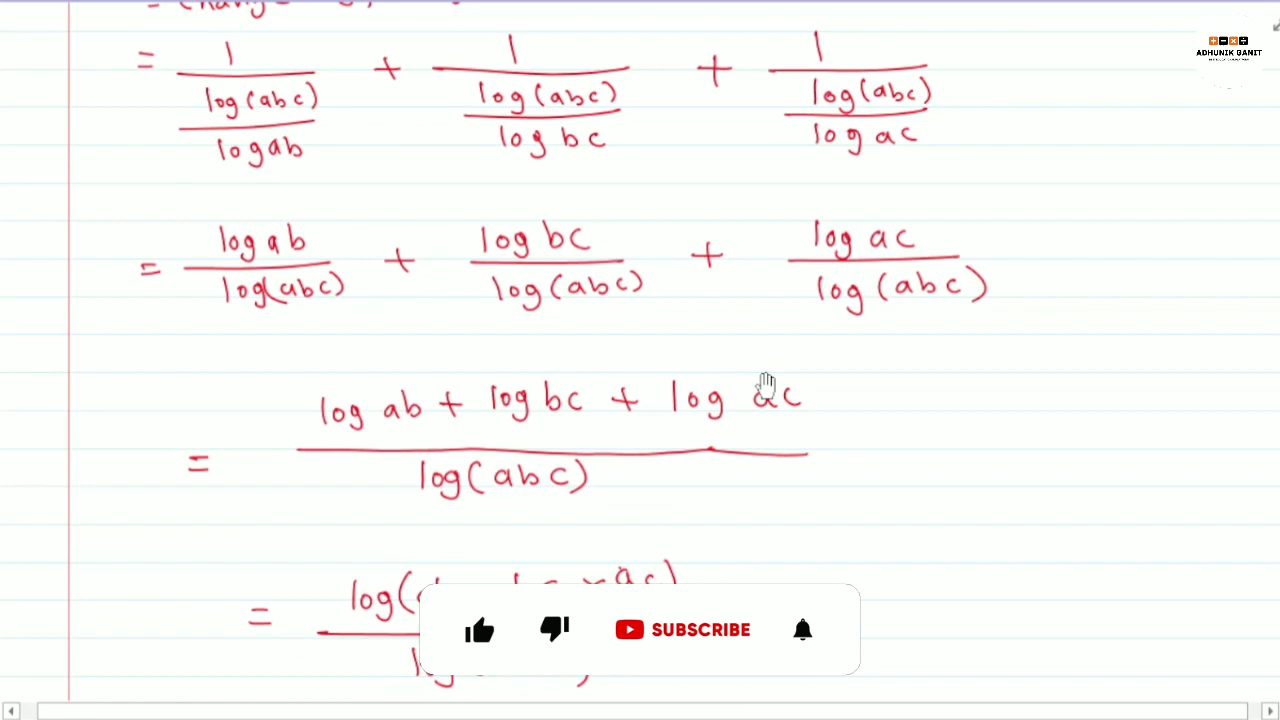 ADHUNIK GANIT
= 1/(log(abc)/log ab) + 1/(log(abc)/log bc) + 1/(log(abc)/log ac)
= log ab/log(abc) + log bc/log(abc) + log ac/log(abc)
= (log ab + log bc + log ac)/log(abc)
= log( × ac)
SUBSCRIBE